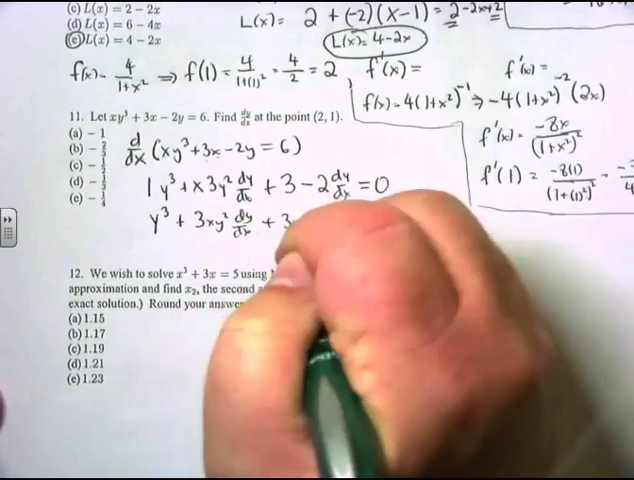 (c) L(x) = 2 − 2x
(d) L(x) = 6 − 4x
(e) L(x) = 4 − 2x
L(x) = 2 + (-2)(x-1) = 2-2x+2
L(x)= 4-2x
f(x) = 4/(1+x²) ⇒ f(1) = 4/(1+(1)²) = 4/2 = 2
f'(x) =
f'(x) =
f(x) = 4(1+x²)⁻¹ ⇒ -4(1+x²)⁻² (2x)
f'(x) = -8x/(1+x²)²
f'(1) = -8(1)/(1+(1)²)² =
11. Let xy³ + 3x − 2y = 6. Find dy/dx at the point (2, 1).
(a) − 1
(b) − 2/3
(c) − 1/2
(d) − 1/3
(e) − 1/4
d/dx (xy³+3x-2y = 6)
1y³ + x3y² dy/dx + 3 - 2 dy/dx = 0
y³ + 3xy² dy/dx + 3
12. We wish to solve x³ + 3x = 5 using
approximation and find x₂, the second
exact solution.) Round your answer
(a) 1.15
(b) 1.17
(c) 1.19
(d) 1.21
(e) 1.23